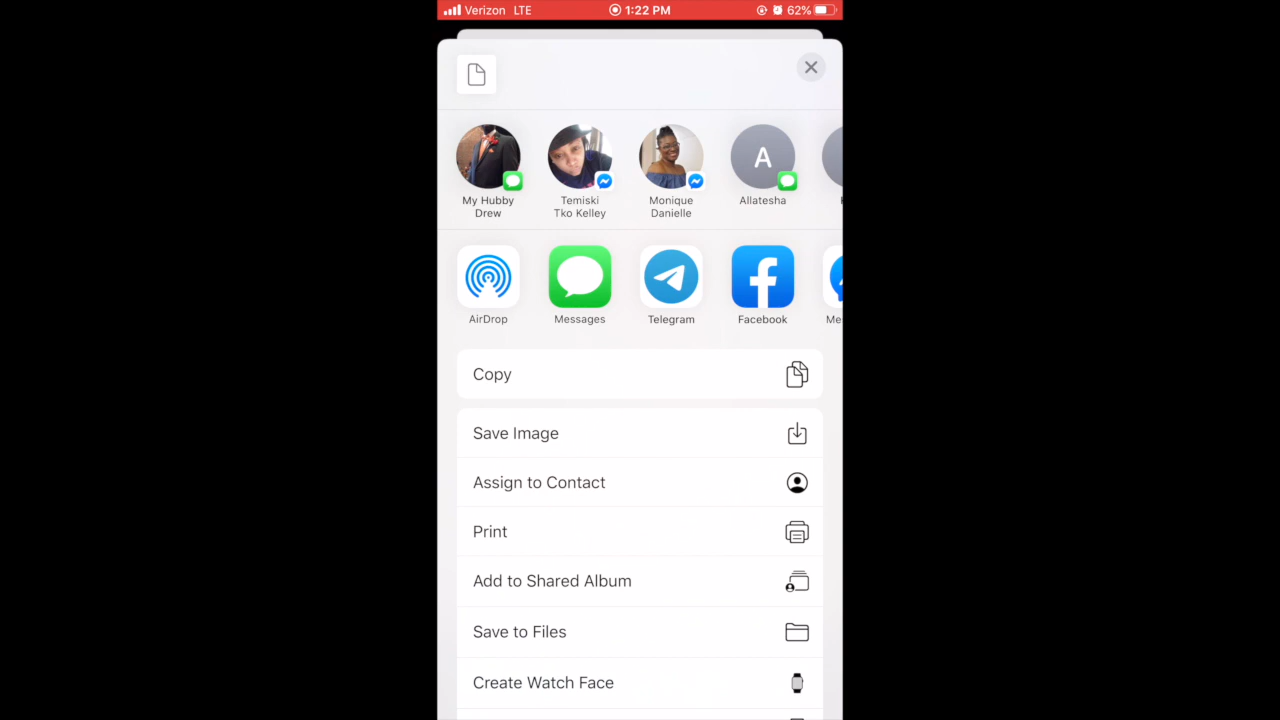 Verizon LTE 1:22 PM 62%
My Hubby Drew
Temiski Tko Kelley
Monique Danielle
A
Allatesha
AirDrop
Messages
Telegram
Facebook
Me
Copy
Save Image
Assign to Contact
Print
Add to Shared Album
Save to Files
Create Watch Face